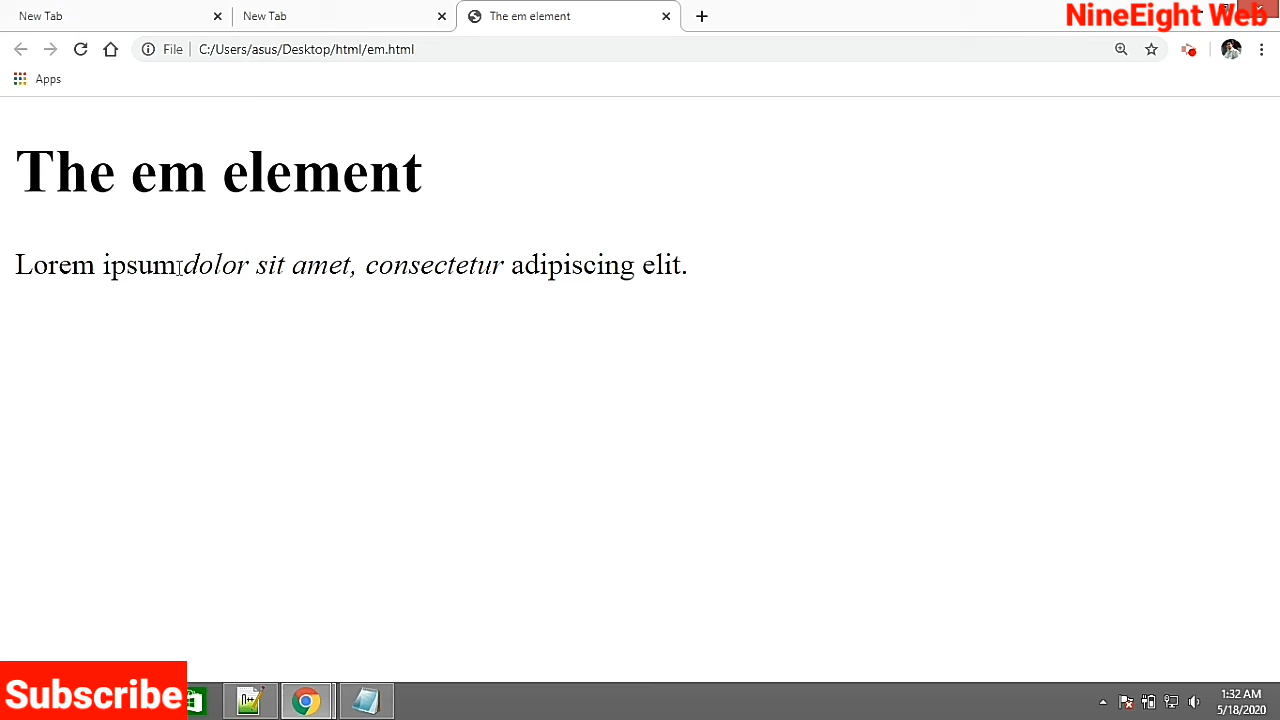 New Tab
New Tab
The em element
NineEight Web
File
C:/Users/asus/Desktop/html/em.html
Apps
The em element
Lorem ipsum dolor sit amet, consectetur adipiscing elit.
Subscribe
1:32 AM
5/18/2020